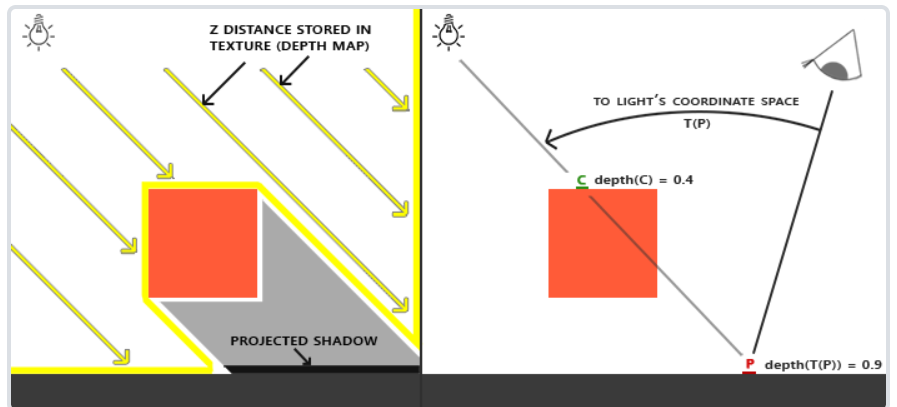 Z DISTANCE STORED IN
TEXTURE (DEPTH MAP)
PROJECTED SHADOW
TO LIGHT'S COORDINATE SPACE
T(P)
C depth(C) = 0.4
P depth(T(P)) = 0.9